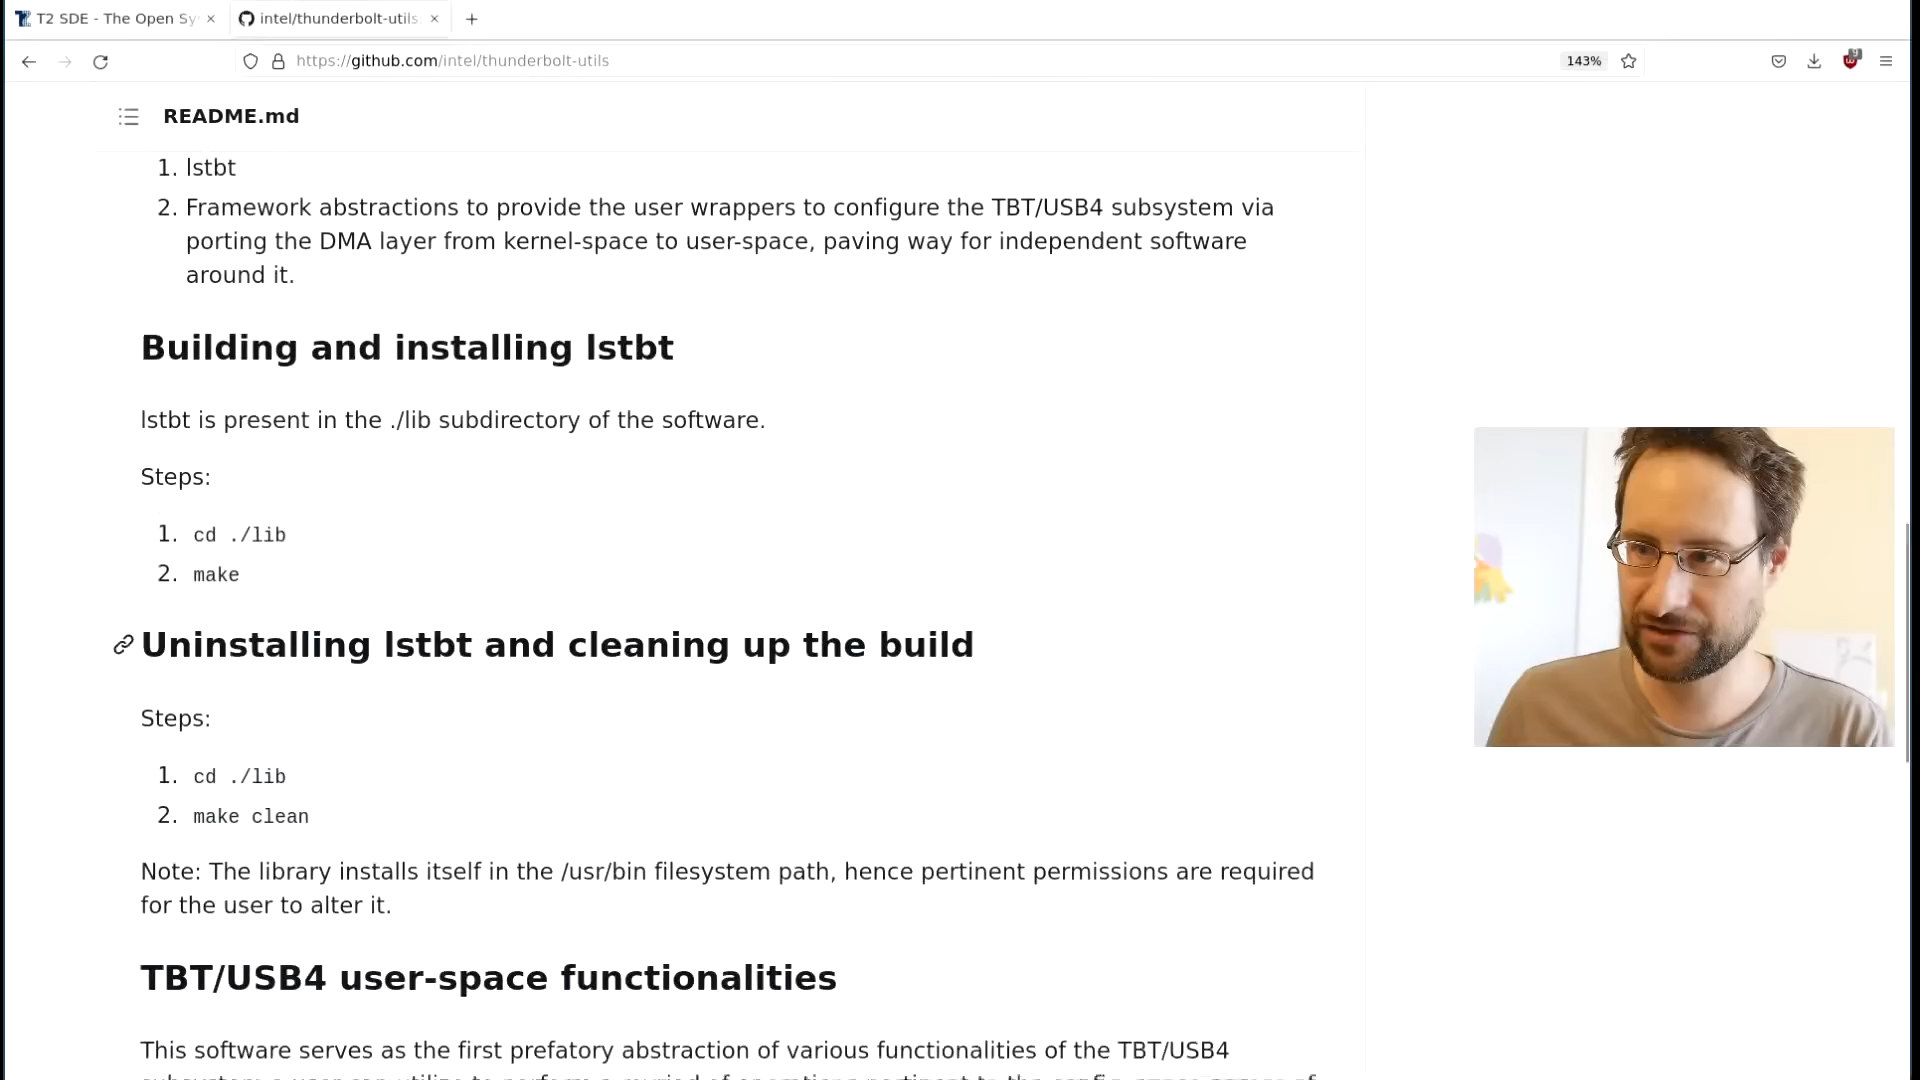 T2 SDE - The Open Sy
intel/thunderbolt-utils
https://github.com/intel/thunderbolt-utils
143%
9
README.md
1. lstbt
2. Framework abstractions to provide the user wrappers to configure the TBT/USB4 subsystem via
porting the DMA layer from kernel-space to user-space, paving way for independent software
around it.
Building and installing lstbt
lstbt is present in the ./lib subdirectory of the software.
Steps:
1. cd ./lib
2. make
Uninstalling lstbt and cleaning up the build
Steps:
1. cd ./lib
2. make clean
Note: The library installs itself in the /usr/bin filesystem path, hence pertinent permissions are required
for the user to alter it.
TBT/USB4 user-space functionalities
This software serves as the first prefatory abstraction of various functionalities of the TBT/USB4